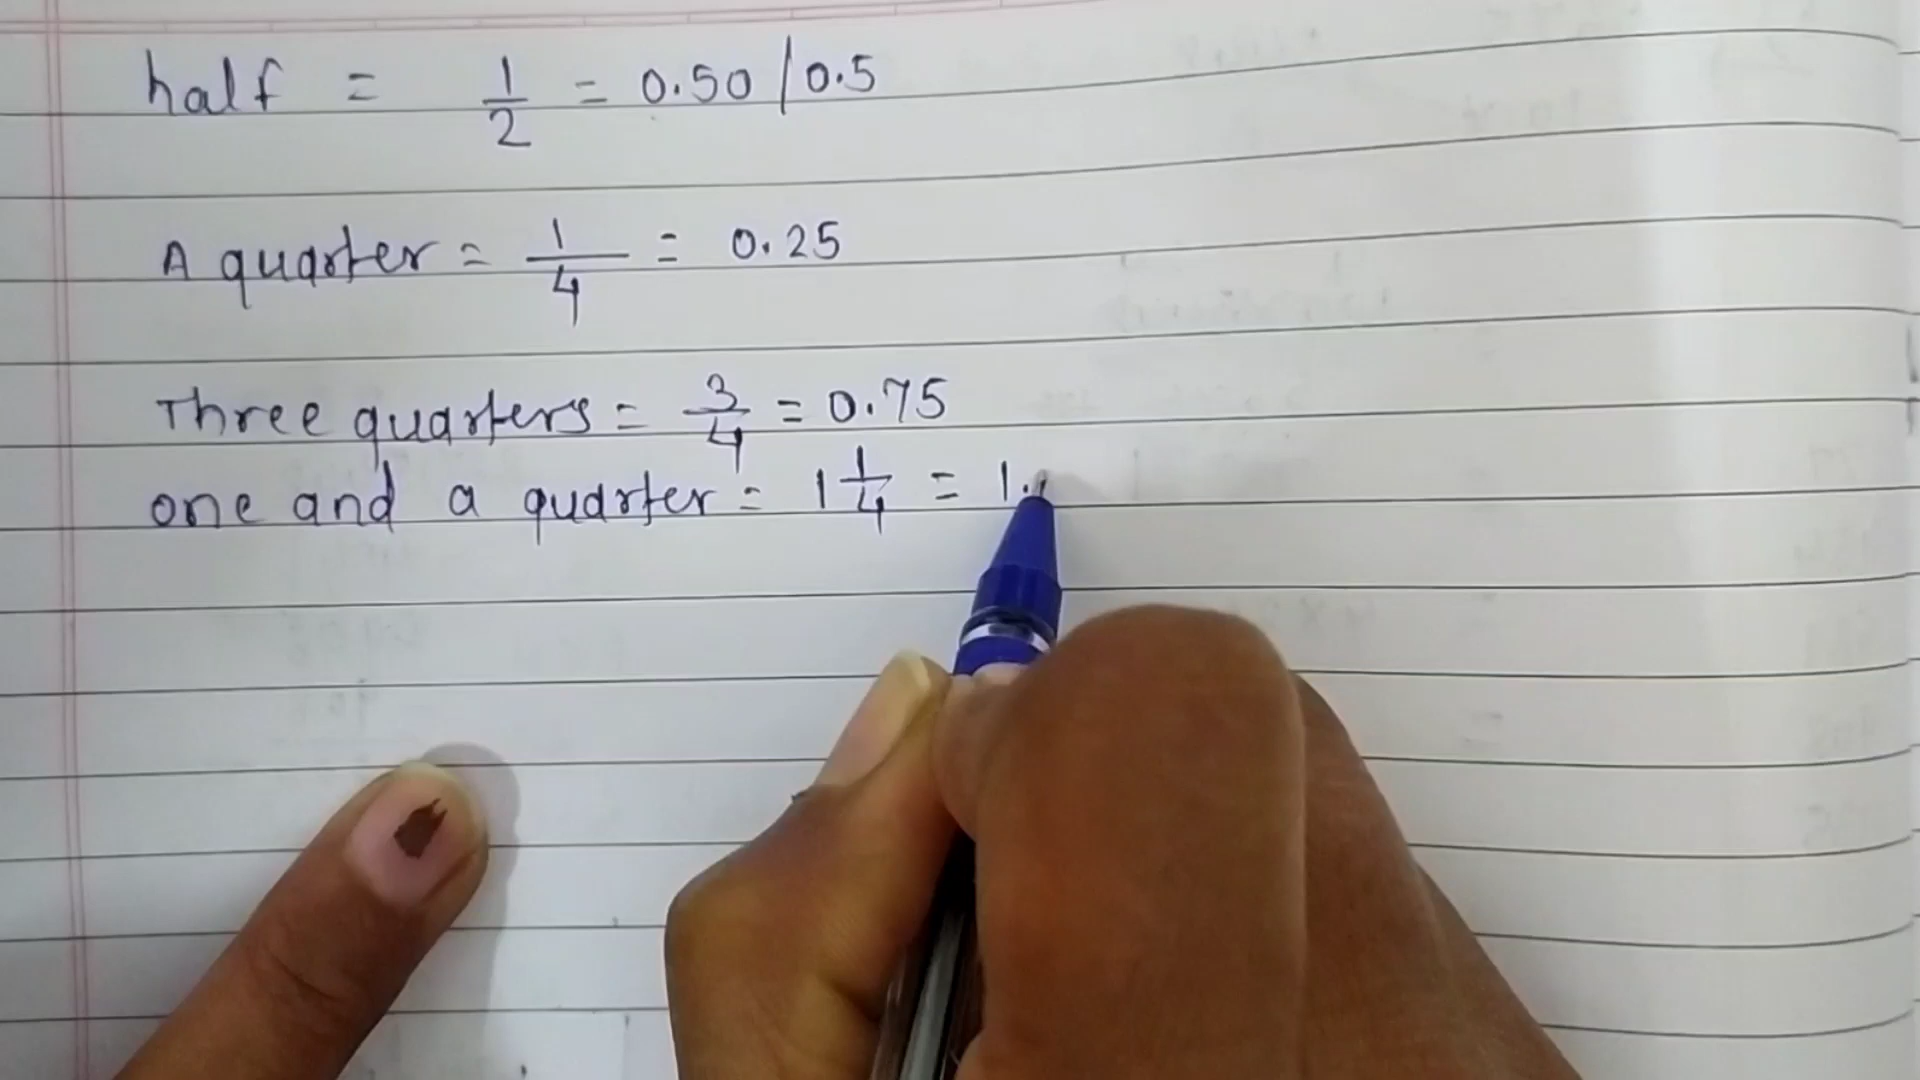 half = 1/2 = 0.50 / 0.5
A quarter = 1/4 = 0.25
Three quarters = 3/4 = 0.75
one and a quarter = 1 1/4 = 1.